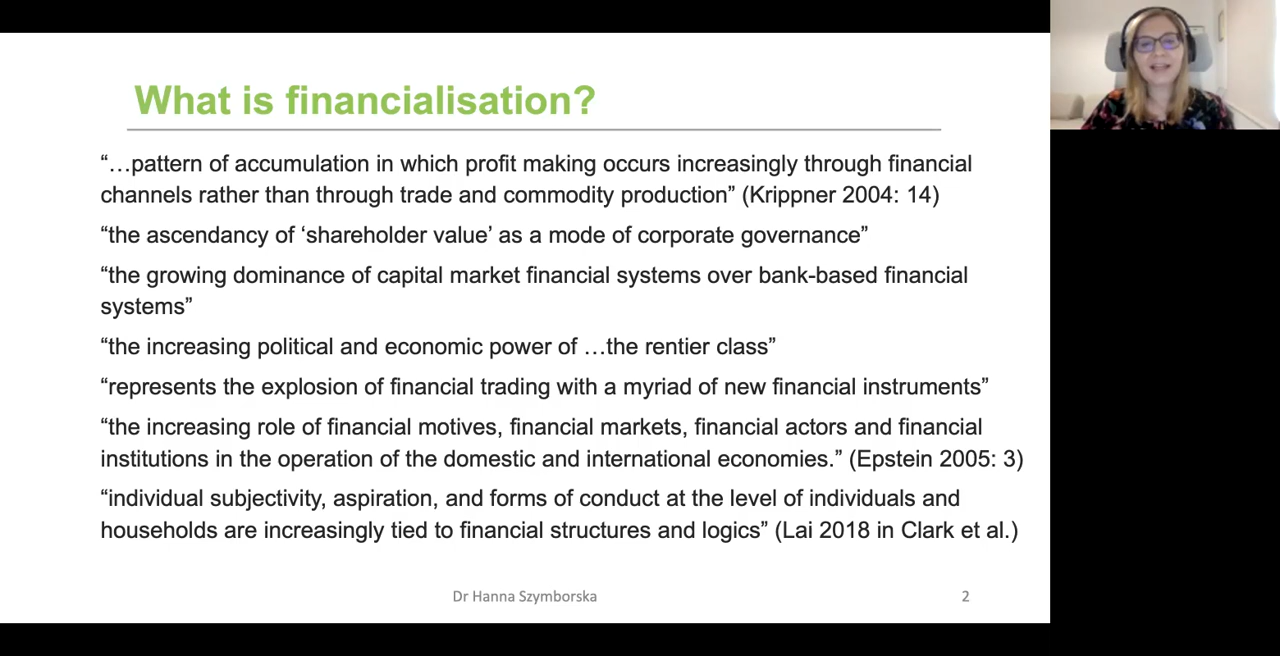 What is financialisation?
“…pattern of accumulation in which profit making occurs increasingly through financial
channels rather than through trade and commodity production” (Krippner 2004: 14)
“the ascendancy of ‘shareholder value’ as a mode of corporate governance”
“the growing dominance of capital market financial systems over bank-based financial
systems”
“the increasing political and economic power of …the rentier class”
“represents the explosion of financial trading with a myriad of new financial instruments”
“the increasing role of financial motives, financial markets, financial actors and financial
institutions in the operation of the domestic and international economies.” (Epstein 2005: 3)
“individual subjectivity, aspiration, and forms of conduct at the level of individuals and
households are increasingly tied to financial structures and logics” (Lai 2018 in Clark et al.)
Dr Hanna Szymborska
2